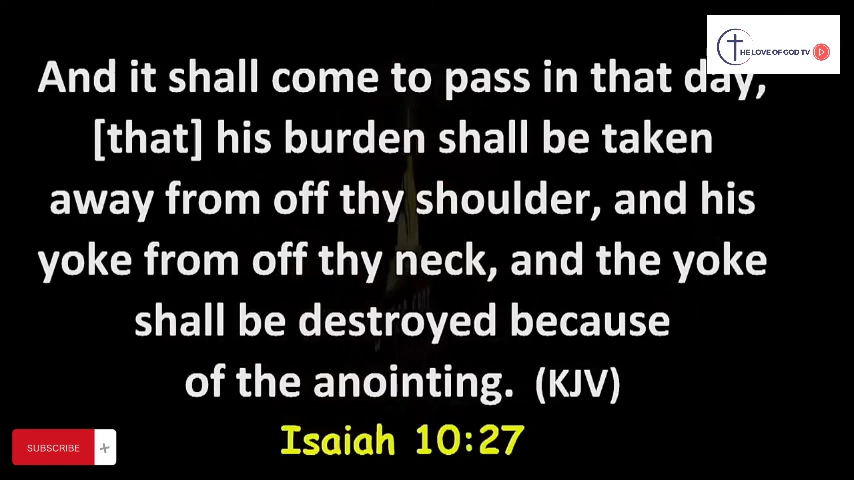 THE LOVE OF GOD TV
And it shall come to pass in that day,
[that] his burden shall be taken
away from off thy shoulder, and his
yoke from off thy neck, and the yoke
shall be destroyed because
of the anointing. (KJV)
Isaiah 10:27
SUBSCRIBE